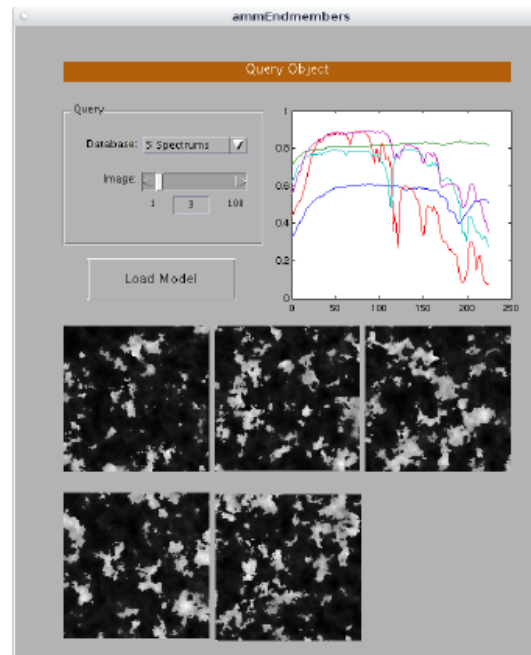 ammEndmembers
Query Object
Query
Database: 5 Spectrums
Image:
1 3 100
Load Model
1
0.8
0.6
0.4
0.2
0
0 50 100 150 200 250